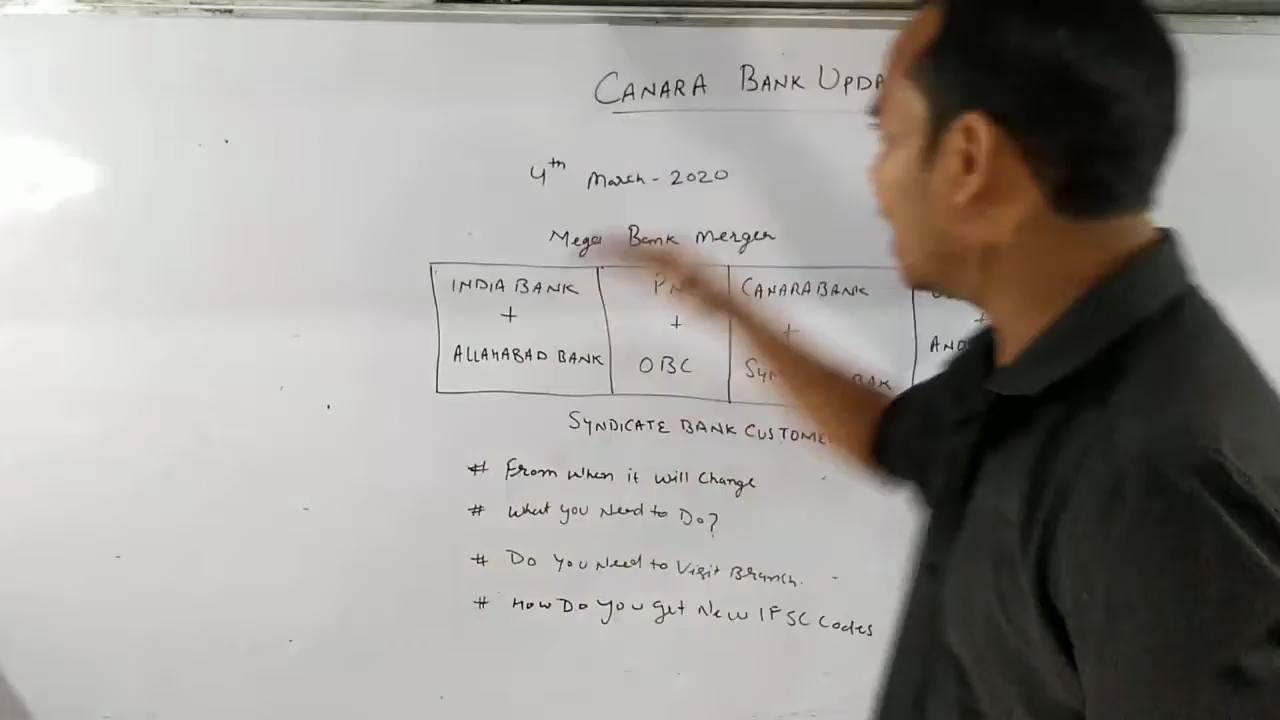 CANARA BANK UPDA
4th March - 2020
Mega Bank Merger
INDIA BANK + ALLAHABAD BANK
PN + OBC
CANARA BANK +
+ AND
SYNDICATE BANK CUSTOME
# From When it will Change
# What you Need to Do?
# Do You Need to Visit Branch.
# How Do You get New IFSC Codes